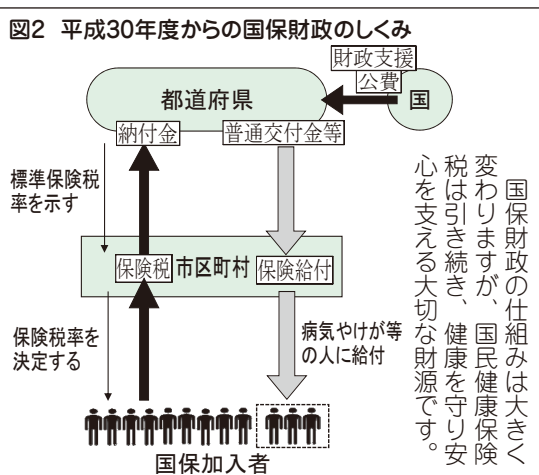 図2 平成30年度からの国保財政のしくみ
財政支援
公費
国
都道府県
納付金
普通交付金等
標準保険税
率を示す
保険税
市区町村
保険給付
保険税率を
決定する
病気やけが等
の人に給付
国保加入者
国保財政の仕組みは大きく
変わりますが、国民健康保険
税は引き続き、健康を守り安
心を支える大切な財源です。